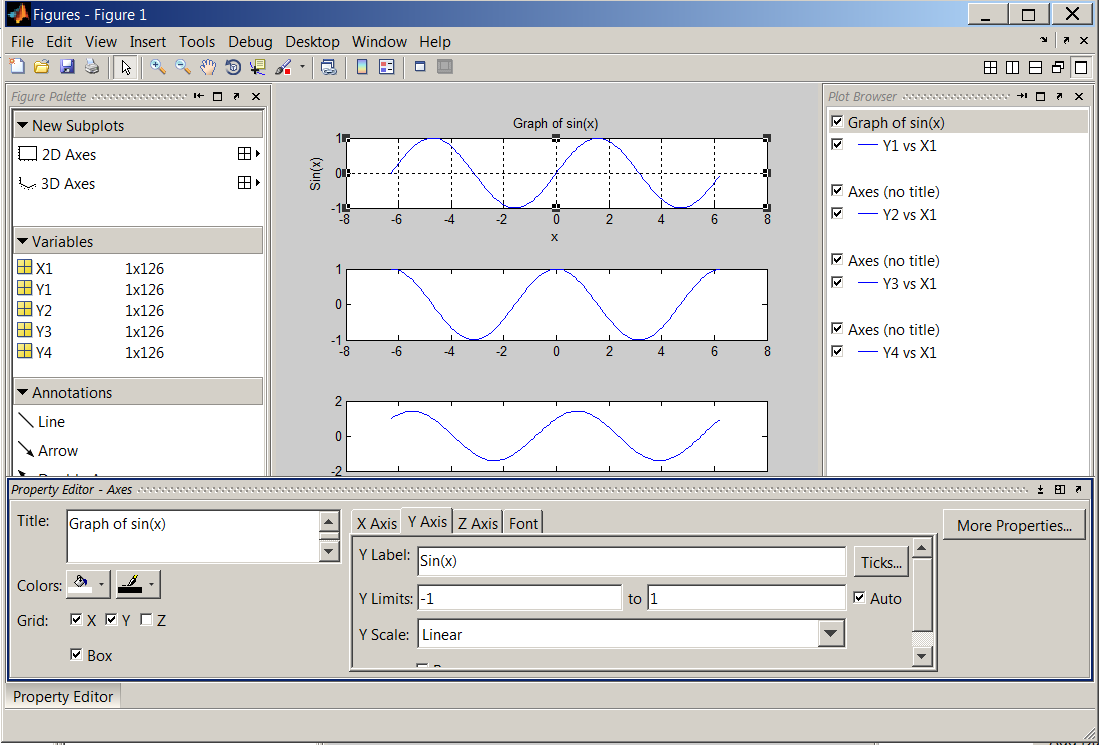 Figures - Figure 1
File Edit View Insert Tools Debug Desktop Window Help
Figure Palette
New Subplots
2D Axes
3D Axes
Variables
X1 1x126
Y1 1x126
Y2 1x126
Y3 1x126
Y4 1x126
Annotations
Line
Arrow
Graph of sin(x)
Sin(x)
1
0
-1
-8 -6 -4 -2 0 2 4 6 8
x
1
0
-1
-8 -6 -4 -2 0 2 4 6 8
2
0
-2
Plot Browser
Graph of sin(x)
Y1 vs X1
Axes (no title)
Y2 vs X1
Axes (no title)
Y3 vs X1
Axes (no title)
Y4 vs X1
Property Editor - Axes
Title: Graph of sin(x)
Colors:
Grid: X Y Z
Box
X Axis Y Axis Z Axis Font
Y Label: Sin(x) Ticks...
Y Limits: -1 to 1 Auto
Y Scale: Linear
More Properties...
Property Editor